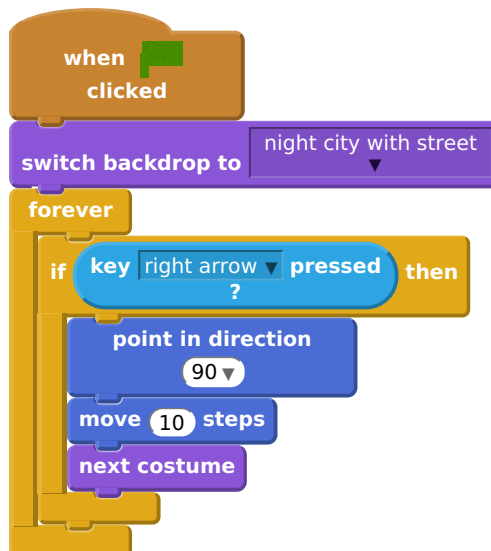 when
clicked
switch backdrop to night city with street ▼
forever
if key right arrow ▼ pressed ? then
point in direction
90 ▼
move 10 steps
next costume